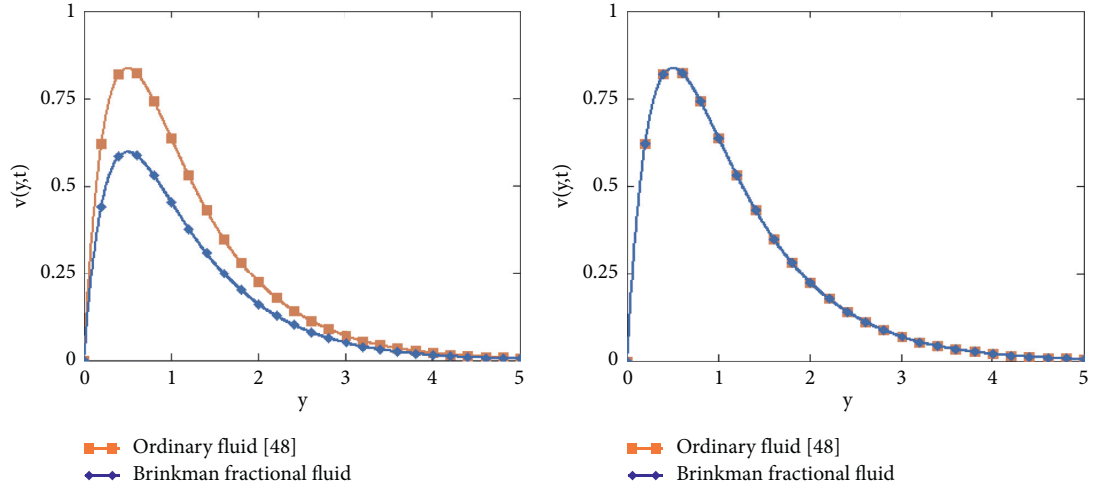 1
0.75
0.5
0.25
0
v(y,t)
0 1 2 3 4 5
y
Ordinary fluid [48]
Brinkman fractional fluid
1
0.75
0.5
0.25
0
v(y,t)
0 1 2 3 4 5
y
Ordinary fluid [48]
Brinkman fractional fluid